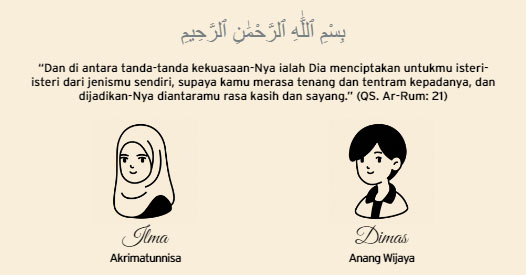 بِسْمِ ٱللَّٰهِ ٱلرَّحْمَٰنِ ٱلرَّحِيمِ
“Dan di antara tanda-tanda kekuasaan-Nya ialah Dia menciptakan untukmu isteri-
isteri dari jenismu sendiri, supaya kamu merasa tenang dan tentram kepadanya, dan
dijadikan-Nya diantaramu rasa kasih dan sayang.” (QS. Ar-Rum: 21)
Ilma
Akrimatunnisa
Dimas
Anang Wijaya